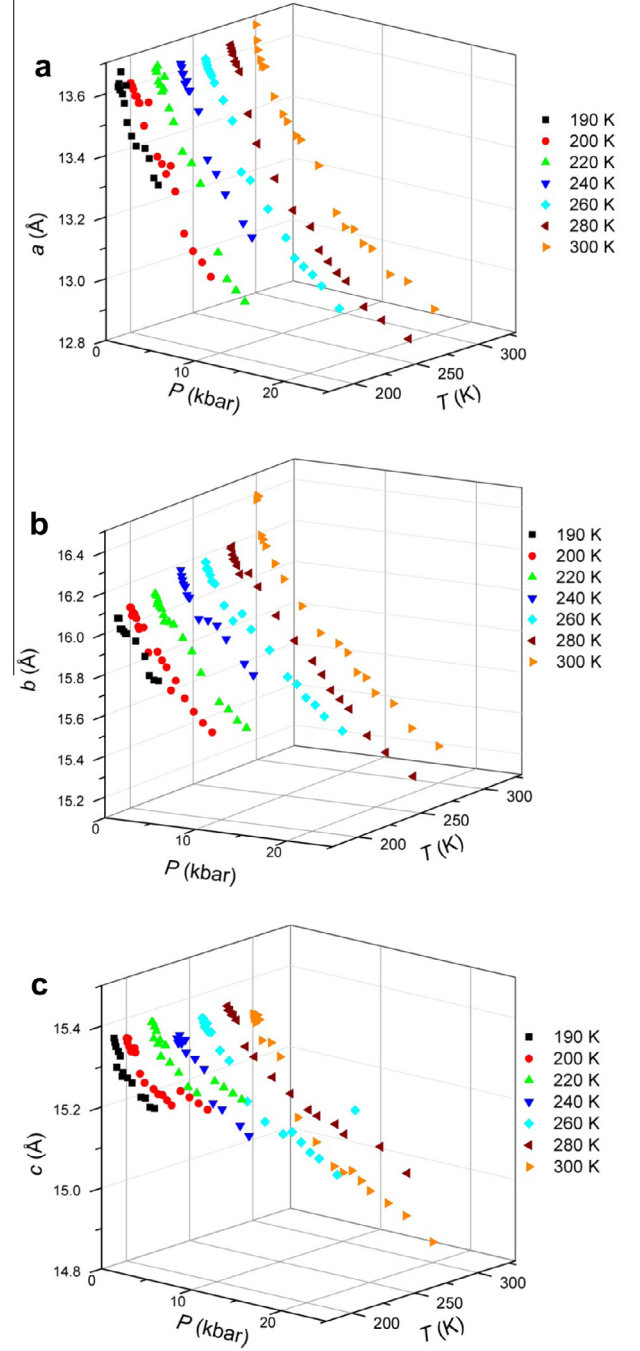 a
13.6
13.4
13.2
13.0
12.8
a (Å)
0
10
20
P (kbar)
200
250
300
T (K)
190 K
200 K
220 K
240 K
260 K
280 K
300 K
b
16.4
16.2
16.0
15.8
15.6
15.4
15.2
b (Å)
0
10
20
P (kbar)
200
250
300
T (K)
190 K
200 K
220 K
240 K
260 K
280 K
300 K
c
15.4
15.2
15.0
14.8
c (Å)
0
10
20
P (kbar)
200
250
300
T (K)
190 K
200 K
220 K
240 K
260 K
280 K
300 K